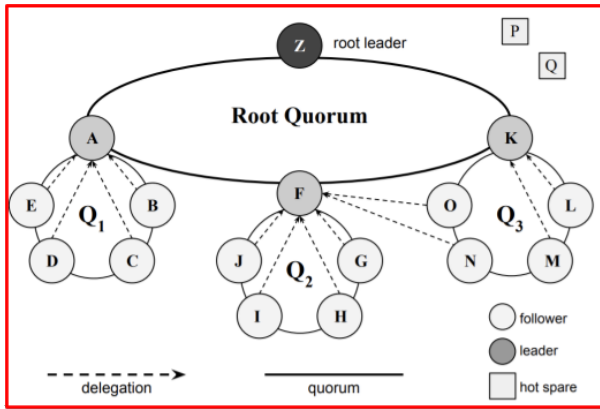 Z
root leader
P
Q
Root Quorum
A
K
F
E
B
Q1
D
C
J
G
Q2
I
H
O
L
Q3
N
M
follower
leader
hot spare
delegation
quorum